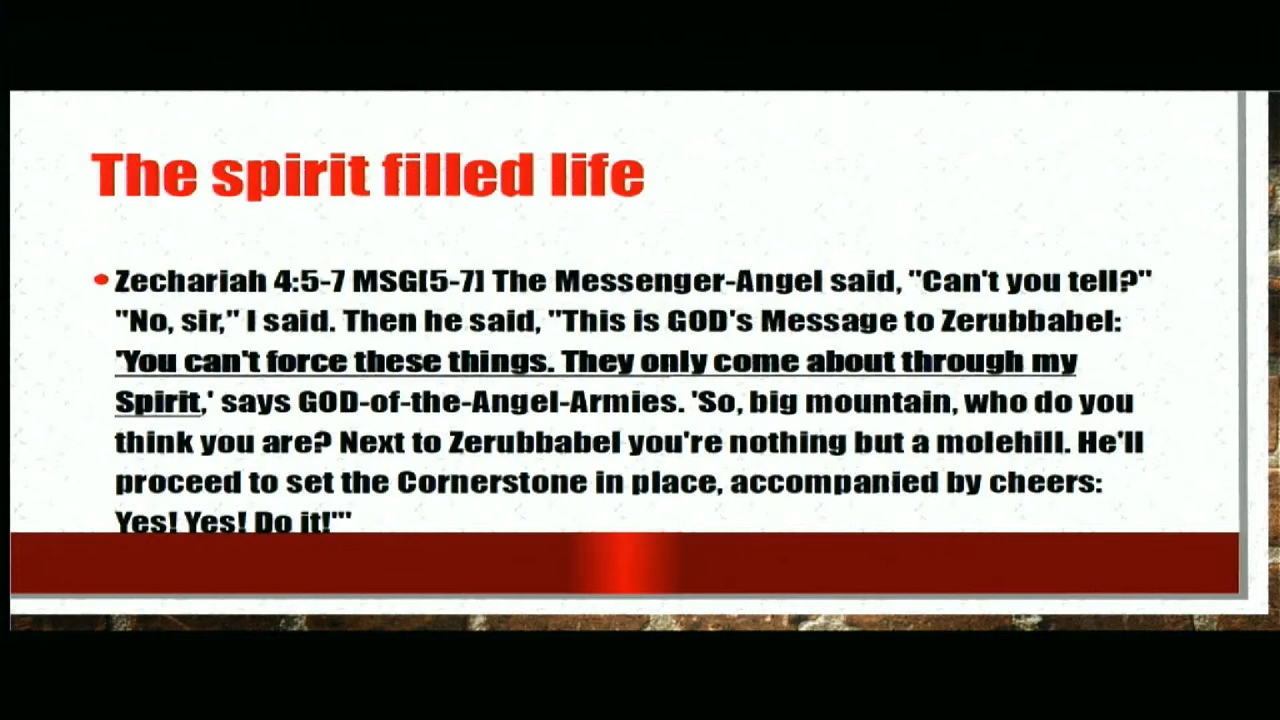 The spirit filled life
• Zechariah 4:5-7 MSG[5-7] The Messenger-Angel said, "Can't you tell?"
"No, sir," I said. Then he said, "This is GOD's Message to Zerubbabel:
'You can't force these things. They only come about through my
Spirit,' says GOD-of-the-Angel-Armies. 'So, big mountain, who do you
think you are? Next to Zerubbabel you're nothing but a molehill. He'll
proceed to set the Cornerstone in place, accompanied by cheers:
Yes! Yes! Do it!'"